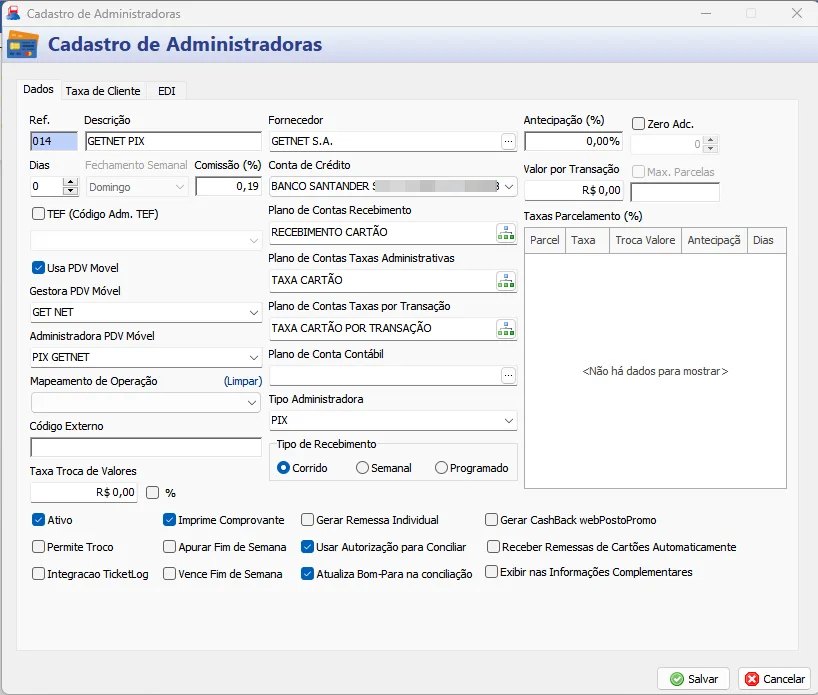 Cadastro de Administradoras
Cadastro de Administradoras
Dados Taxa de Cliente EDI
Ref. Descrição
014 GETNET PIX
Dias Fechamento Semanal Comissão (%)
0 Domingo 0,19
TEF (Código Adm. TEF)
Usa PDV Movel
Gestora PDV Móvel
GET NET
Administradora PDV Móvel
PIX GETNET
Mapeamento de Operação (Limpar)
Código Externo
Taxa Troca de Valores
R$ 0,00 %
Fornecedor
GETNET S.A. ...
Conta de Crédito
BANCO SANTANDER
Plano de Contas Recebimento
RECEBIMENTO CARTÃO
Plano de Contas Taxas Administrativas
TAXA CARTÃO
Plano de Contas Taxas por Transação
TAXA CARTÃO POR TRANSAÇÃO
Plano de Conta Contábil
...
Tipo Administradora
PIX
Tipo de Recebimento
Corrido Semanal Programado
Antecipação (%) Zero Adc.
0,00% 0
Valor por Transação Max. Parcelas
R$ 0,00
Taxas Parcelamento (%)
Parcel Taxa Troca Valore Antecipaçã Dias
<Não há dados para mostrar>
Ativo Imprime Comprovante Gerar Remessa Individual Gerar CashBack webPostoPromo
Permite Troco Apurar Fim de Semana Usar Autorização para Conciliar Receber Remessas de Cartões Automaticamente
Integracao TicketLog Vence Fim de Semana Atualiza Bom-Para na conciliação Exibir nas Informações Complementares
Salvar Cancelar